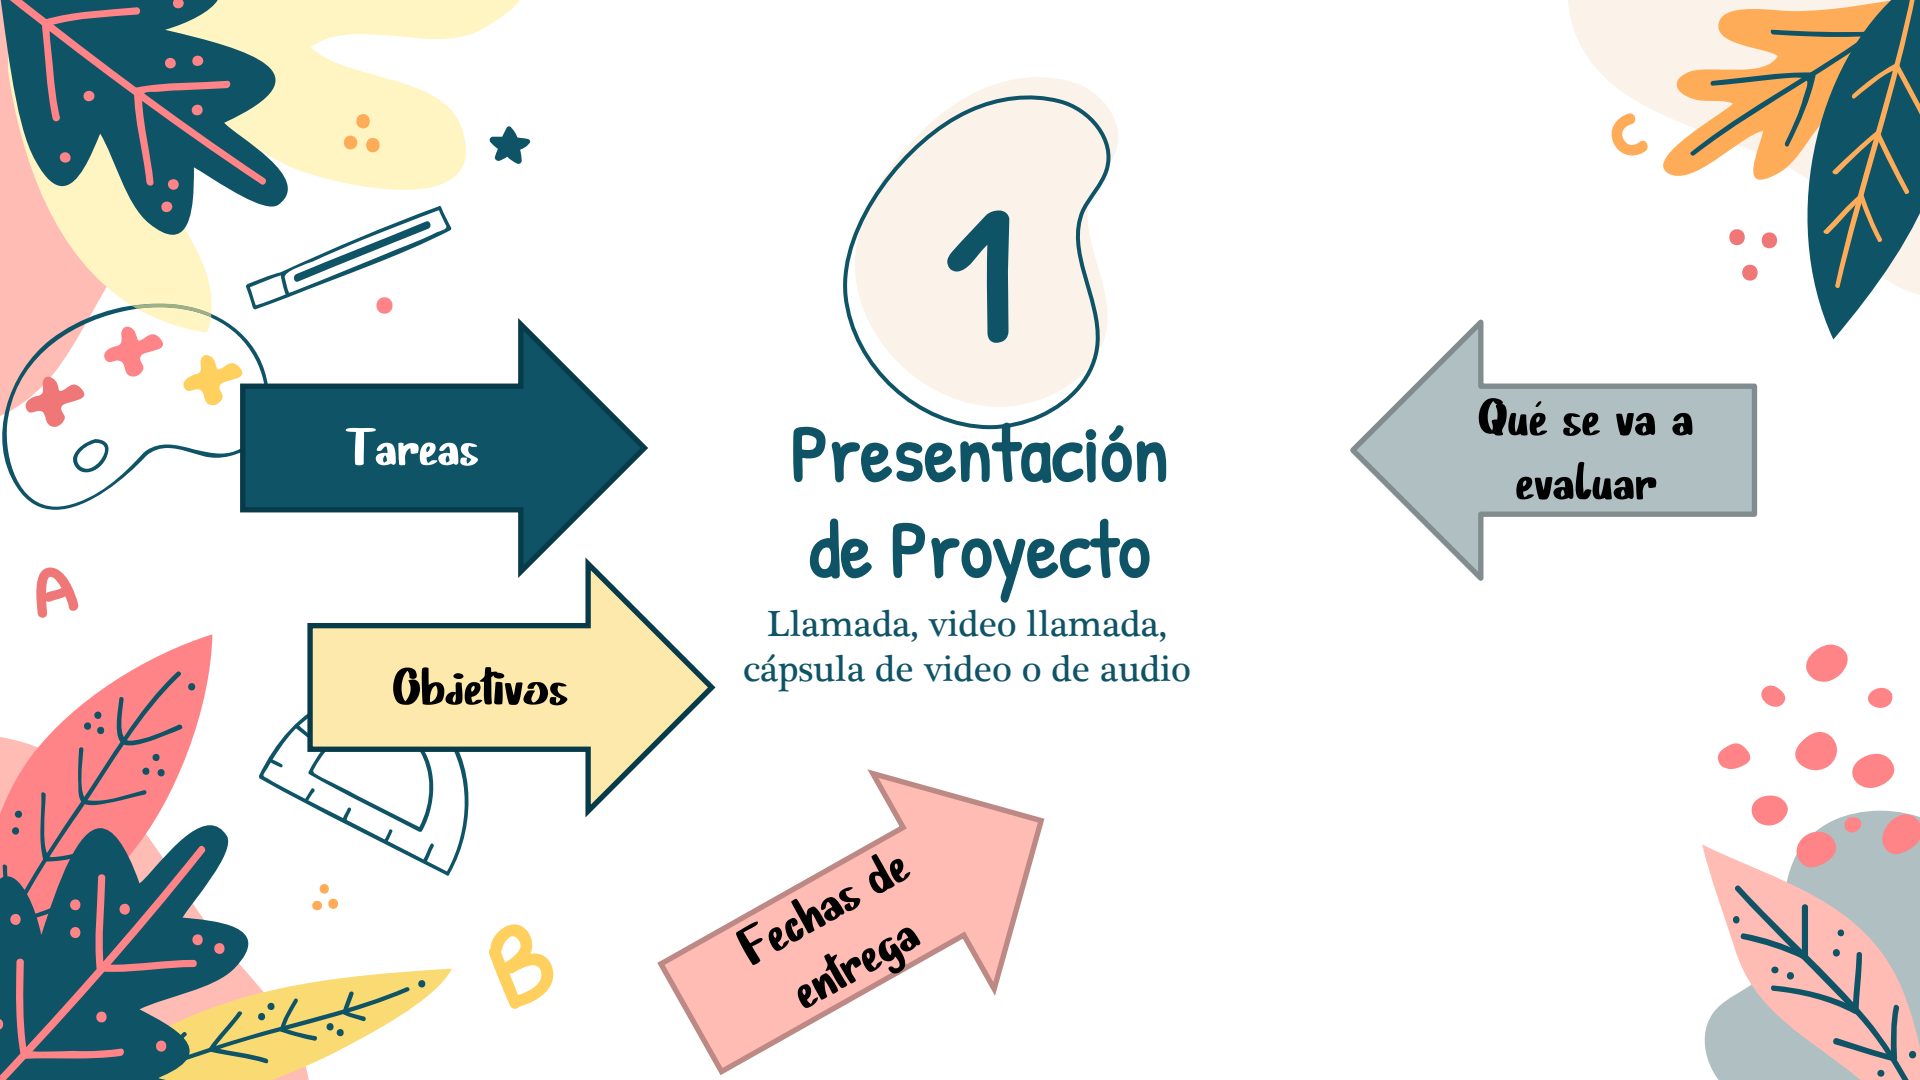 C
1
Presentación
de Proyecto
Llamada, video llamada,
cápsula de video o de audio
Tareas
Qué se va a
evaluar
A
Objetivos
Fechas de
entrega
B